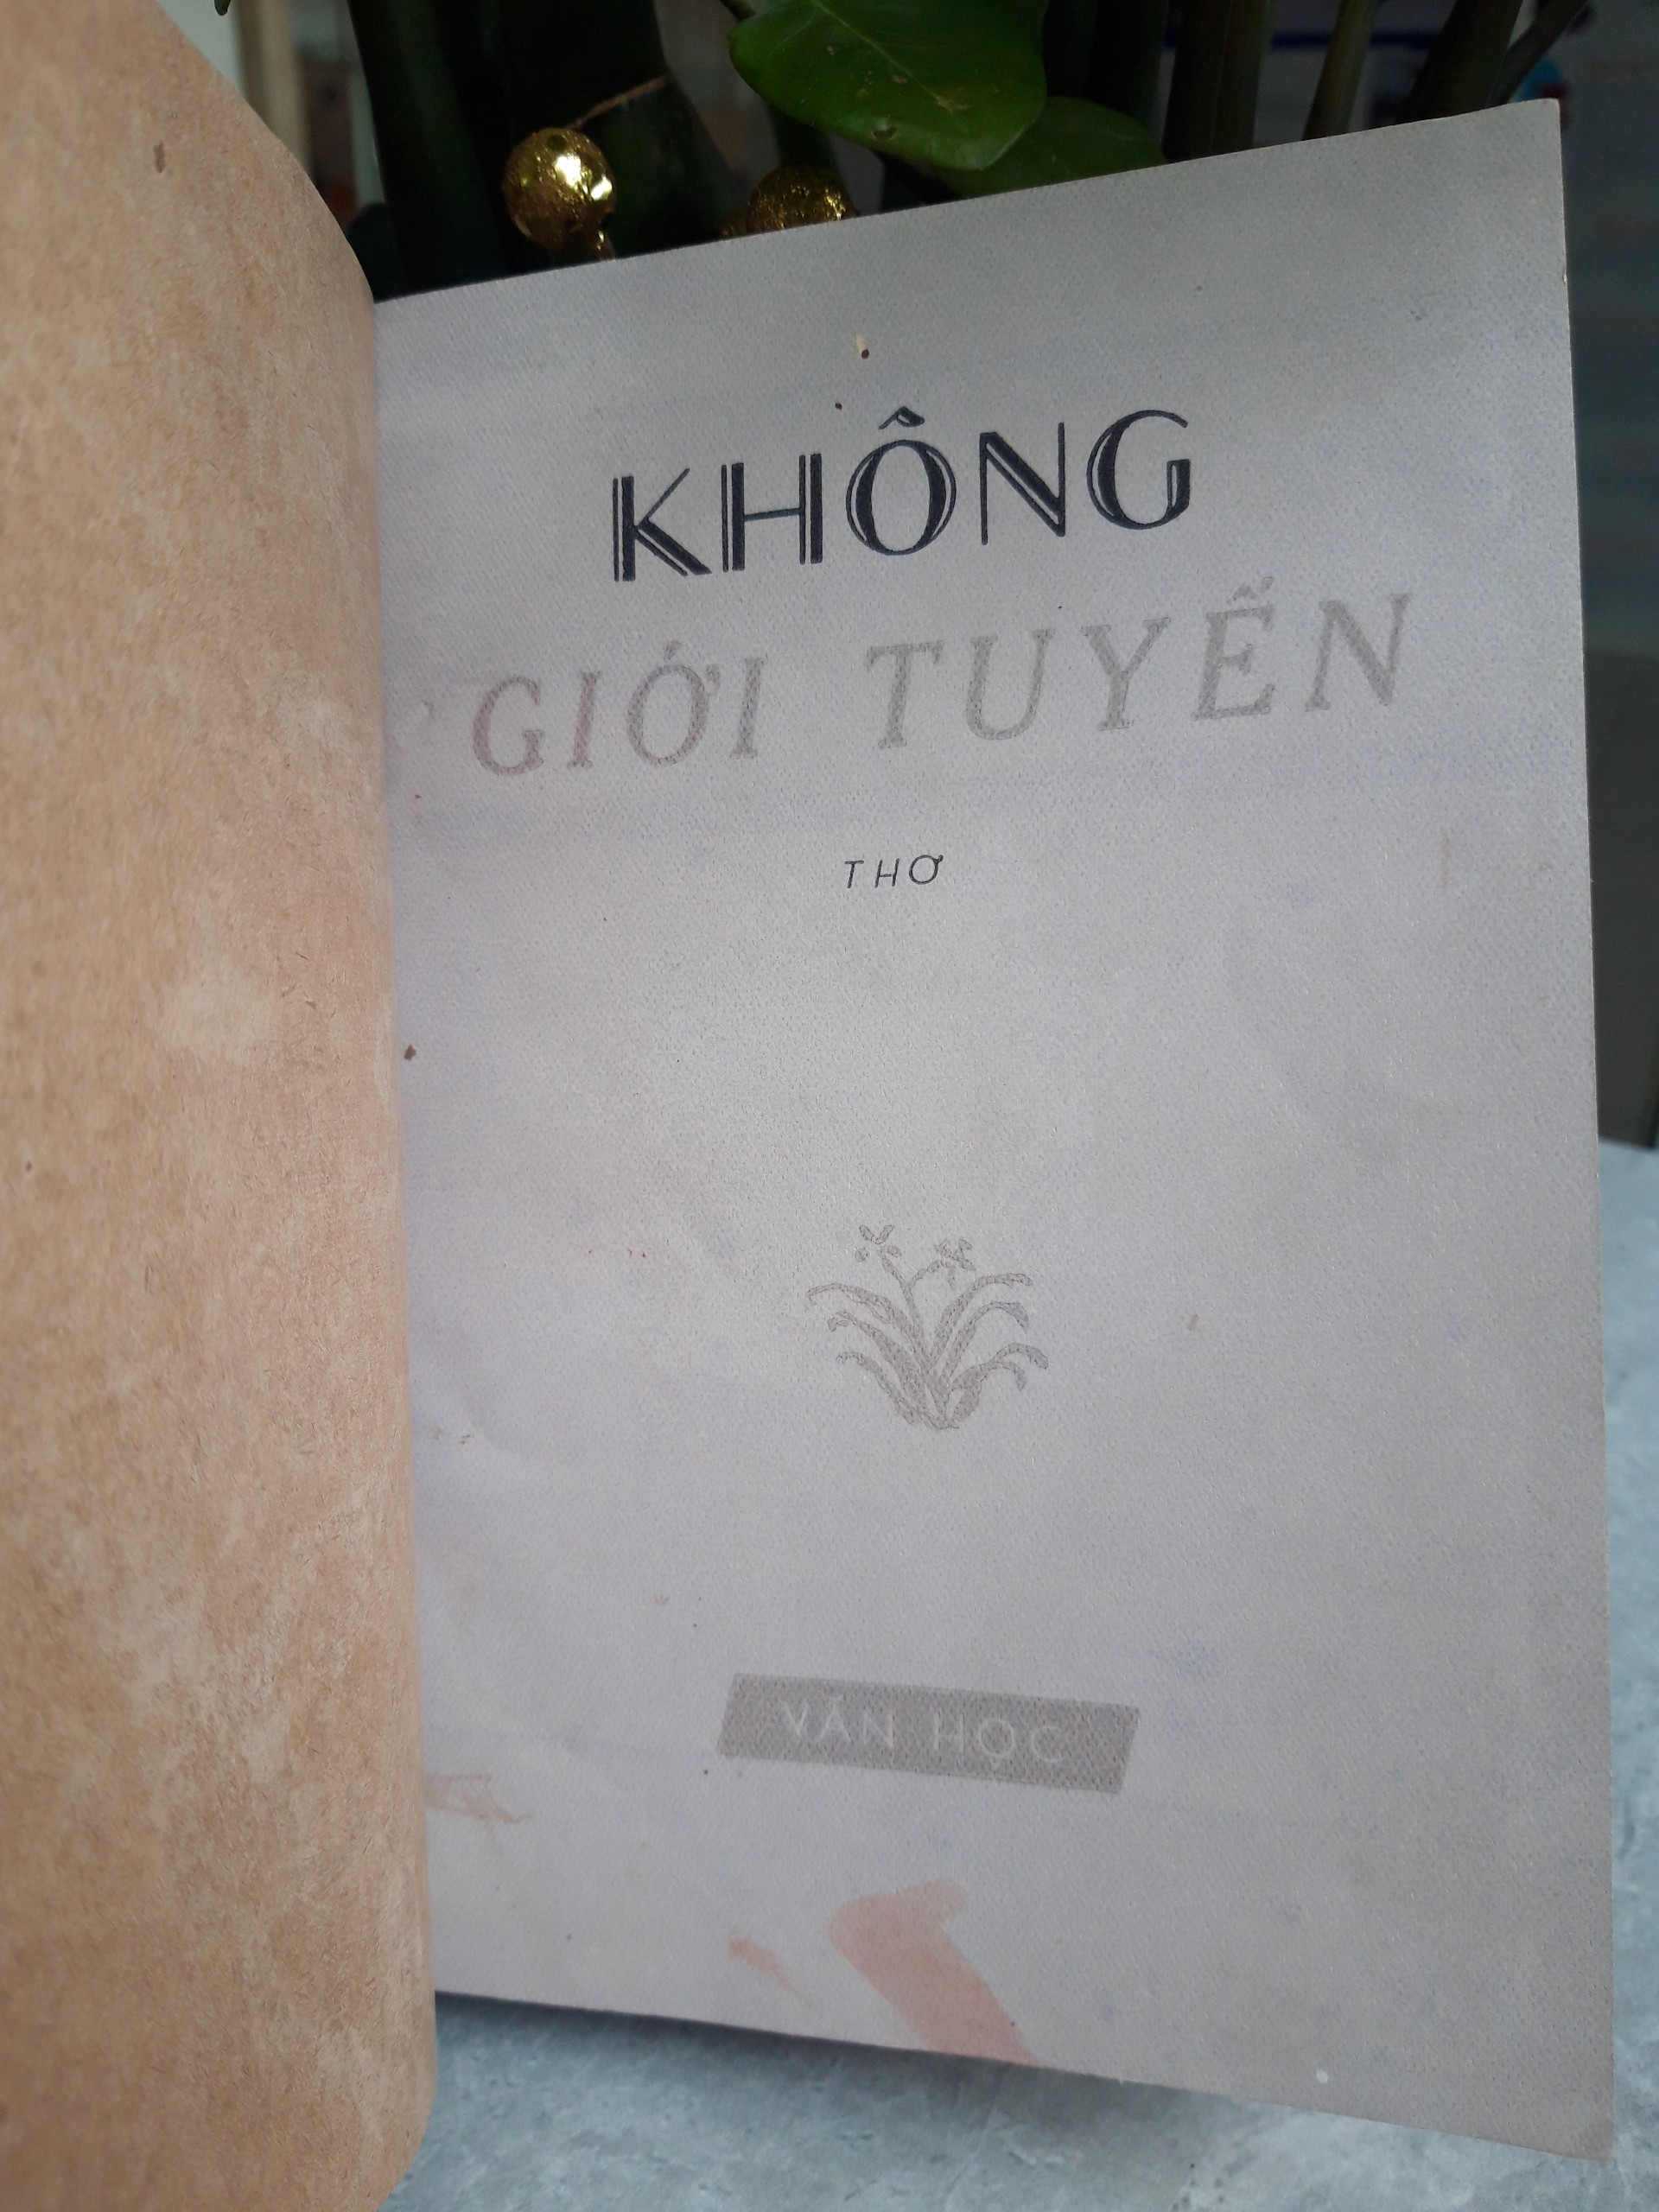 KHÔNG
GIỚI TUYẾN
THƠ
VĂN HỌC